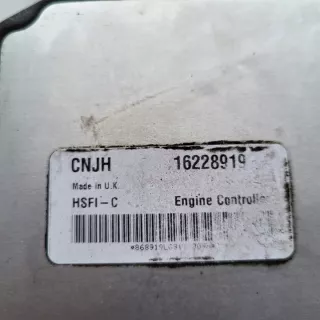 CNJH 16228919
Made in U.K.
HSFI-C Engine Controller